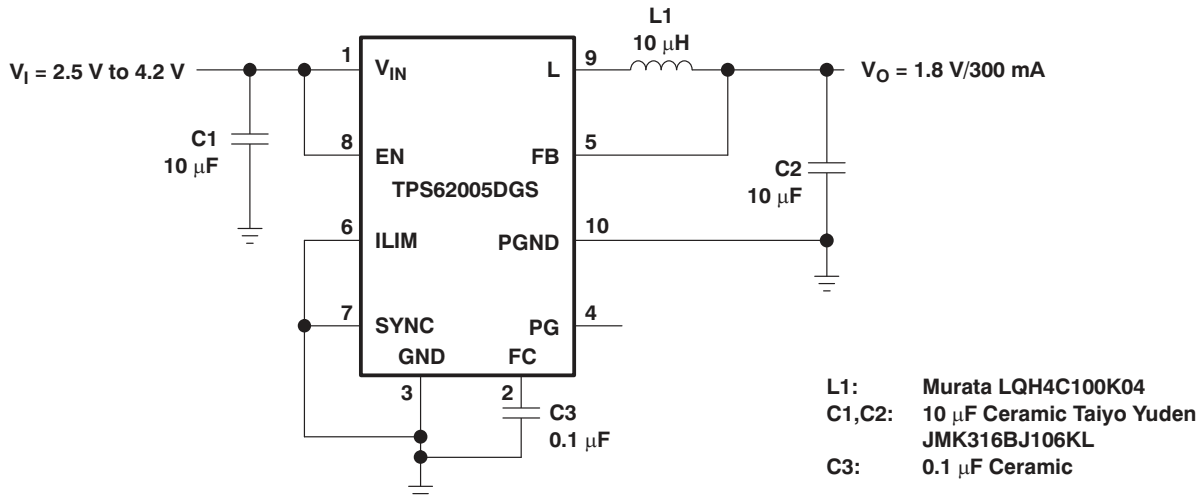 L1
10 μH
V_I = 2.5 V to 4.2 V
1
V_IN
L
9
V_O = 1.8 V/300 mA
C1
10 μF
8
EN
FB
5
C2
10 μF
TPS62005DGS
6
ILIM
PGND
10
7
SYNC
PG
4
GND
FC
3
2
C3
0.1 μF
L1: Murata LQH4C100K04
C1,C2: 10 μF Ceramic Taiyo Yuden
JMK316BJ106KL
C3: 0.1 μF Ceramic